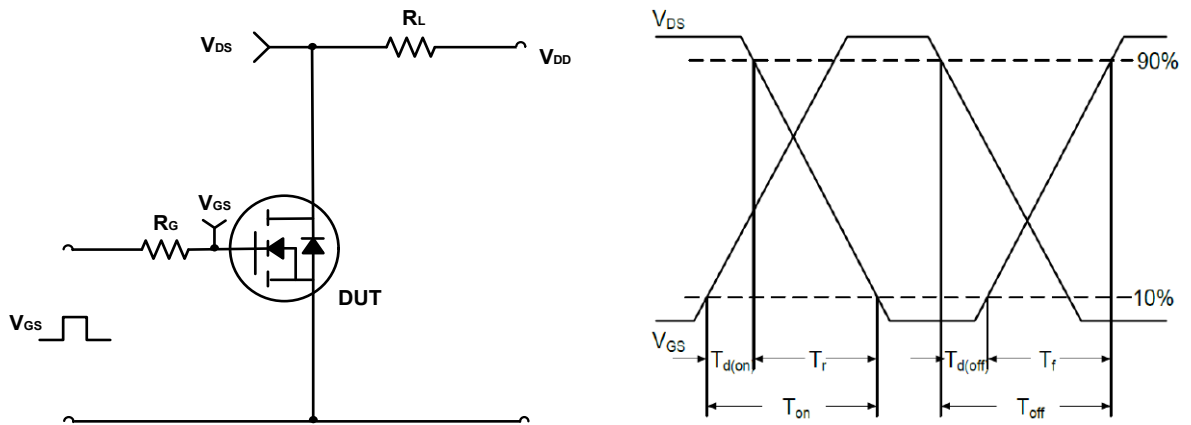 RL
VDS
VDD
VGS
RG
DUT
VGS
VDS
90%
10%
VGS
Td(on)
Tr
Td(off)
Tf
Ton
Toff